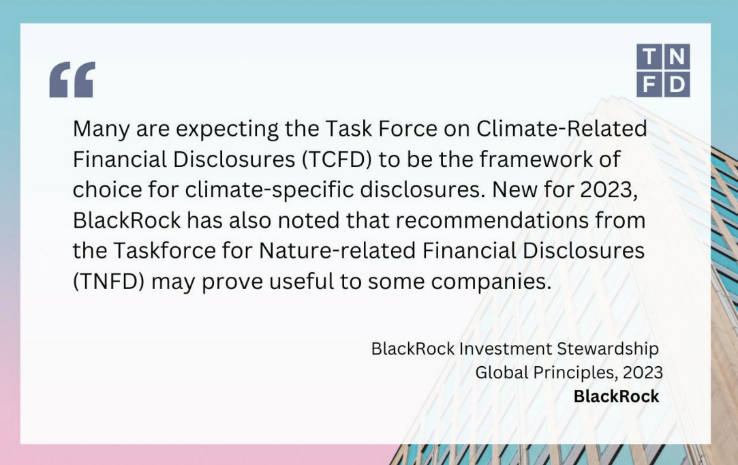 TN
FD
Many are expecting the Task Force on Climate-Related
Financial Disclosures (TCFD) to be the framework of
choice for climate-specific disclosures. New for 2023,
BlackRock has also noted that recommendations from
the Taskforce for Nature-related Financial Disclosures
(TNFD) may prove useful to some companies.
BlackRock Investment Stewardship
Global Principles, 2023
BlackRock